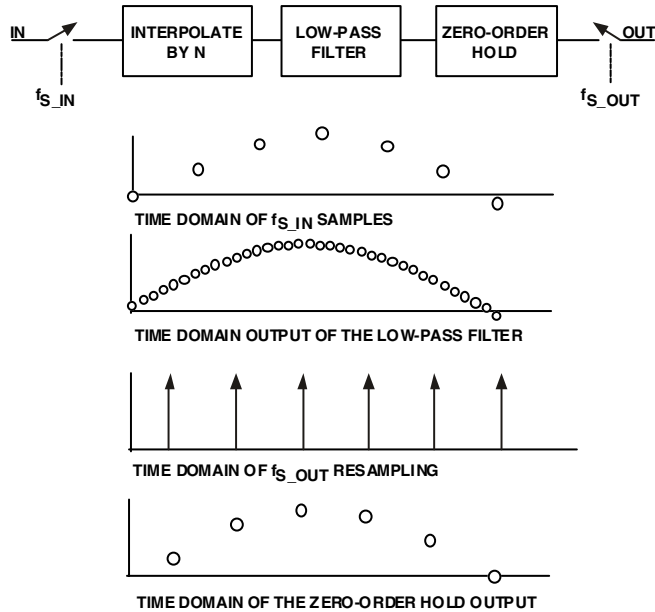 IN
INTERPOLATE
BY N
LOW-PASS
FILTER
ZERO-ORDER
HOLD
OUT
fS_IN
fS_OUT
TIME DOMAIN OF fS_IN SAMPLES
TIME DOMAIN OUTPUT OF THE LOW-PASS FILTER
TIME DOMAIN OF fS_OUT RESAMPLING
TIME DOMAIN OF THE ZERO-ORDER HOLD OUTPUT